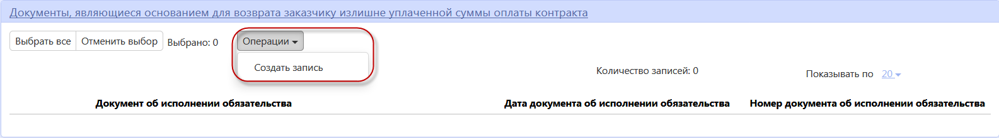 Документы, являющиеся основанием для возврата заказчику излишне уплаченной суммы оплаты контракта
Выбрать все Отменить выбор Выбрано: 0 Операции
Создать запись
Количество записей: 0 Показывать по 20
Документ об исполнении обязательства Дата документа об исполнении обязательства Номер документа об исполнении обязательства